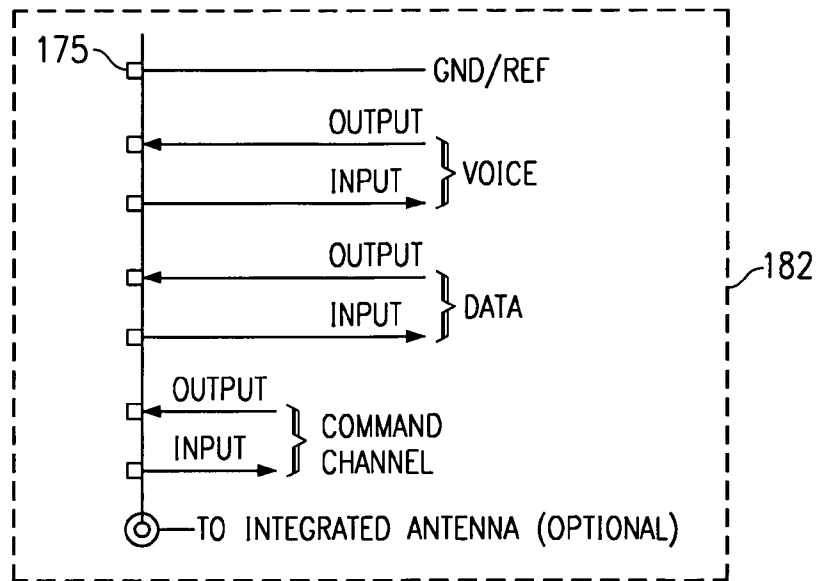 175
GND/REF
OUTPUT
VOICE
INPUT
OUTPUT
182
DATA
INPUT
OUTPUT
COMMAND
CHANNEL
INPUT
TO INTEGRATED ANTENNA (OPTIONAL)